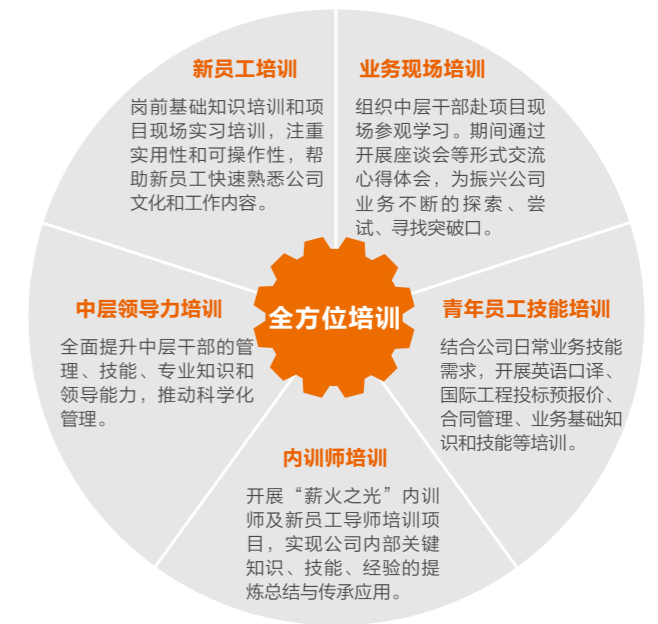 新员工培训
岗前基础知识培训和项
目现场实习培训，注重
实用性和可操作性，帮
助新员工快速熟悉公司
文化和工作内容。
业务现场培训
组织中层干部赴项目现
场参观学习。期间通过
开展座谈会等形式交流
心得体会，为振兴公司
业务不断的探索、尝
试、寻找突破口。
中层领导力培训
全面提升中层干部的管
理、技能、专业知识和
领导能力，推动科学化
管理。
全方位培训
青年员工技能培训
结合公司日常业务技能
需求，开展英语口译、
国际工程投标预报价、
合同管理、业务基础知
识和技能等培训。
内训师培训
开展“薪火之光”内训
师及新员工导师培训项
目，实现公司内部关键
知识、技能、经验的提
炼总结与传承应用。